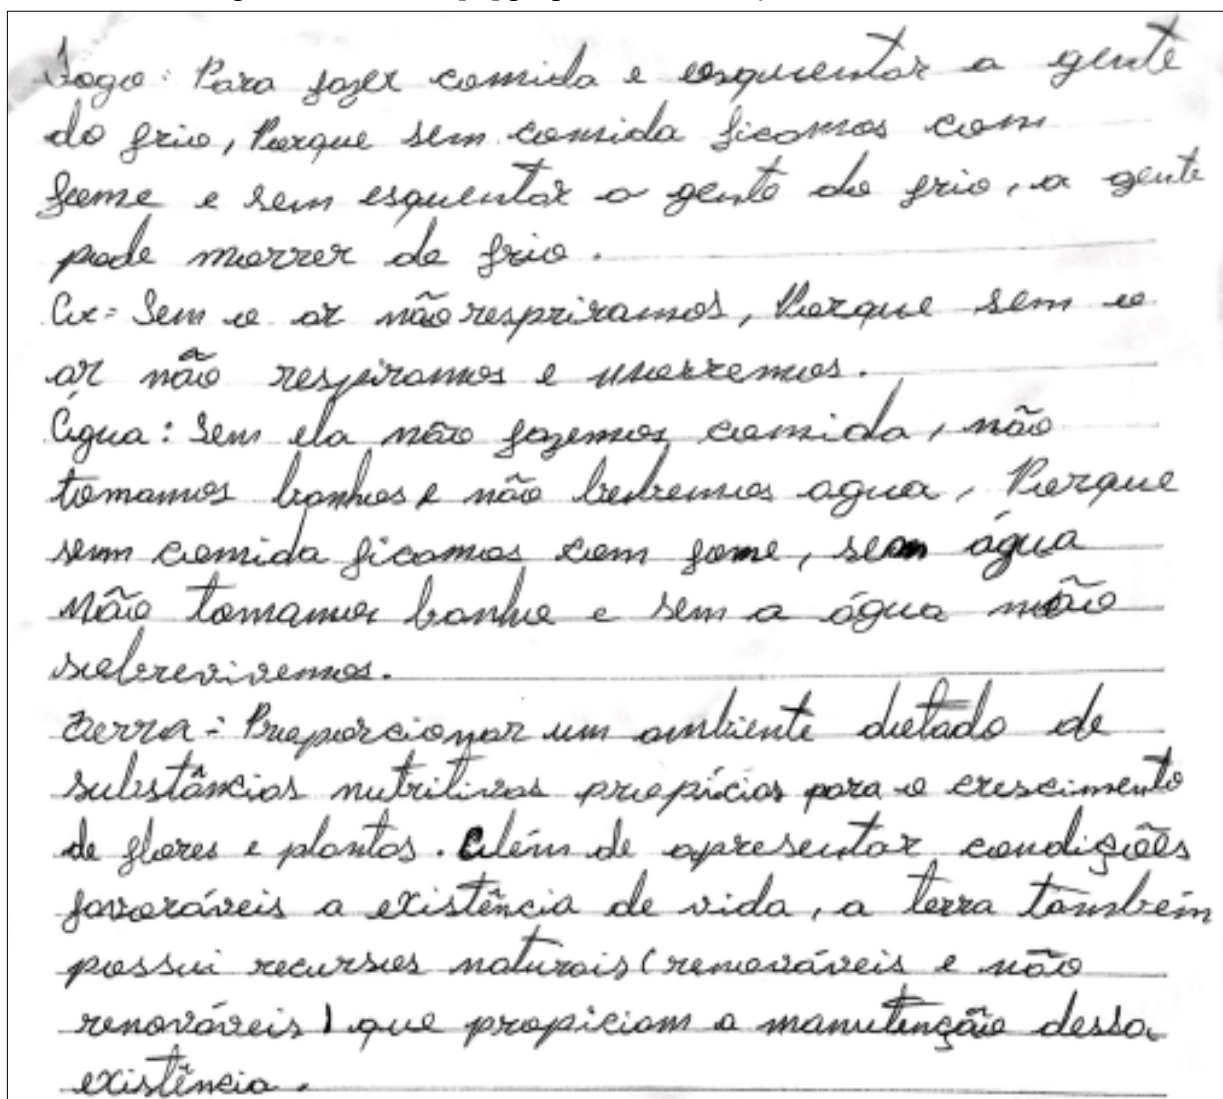 Fogo: Para fazer comida e esquentar a gente
do frio, Porque sem comida ficamos com
fome e sem esquentar a gente do frio, a gente
pode morrer de frio.
Ar= Sem o ar não respriramos, Porque sem o
ar não respiramos e morremos.
Água: Sem ela não fazemos comida, não
tomamos banhos e não bebemos agua, Porque
sem comida ficamos com fome, sem água
Não tomamos banho e sem a água não
sobrevivemos.
Terra: Proporcionar um ambiente dotado de
substâncias nutritivas propícias para o crescimento
de flores e plantas. Além de apresentar condições
favoráveis a existência de vida, a terra também
possui recursos naturais (renováveis e não
renováveis) que propiciam a manutenção dessa
existência.